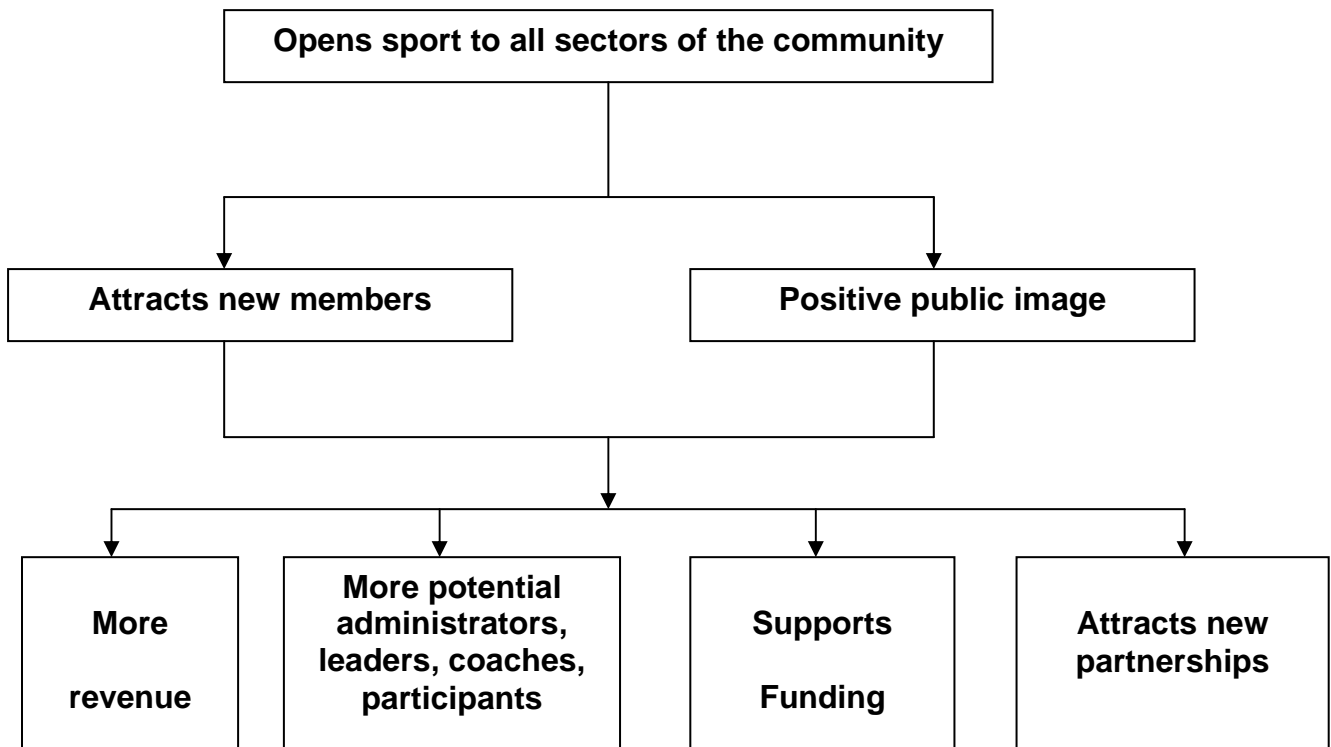 Opens sport to all sectors of the community
Attracts new members
Positive public image
More
revenue
More potential
administrators,
leaders, coaches,
participants
Supports
Funding
Attracts new
partnerships